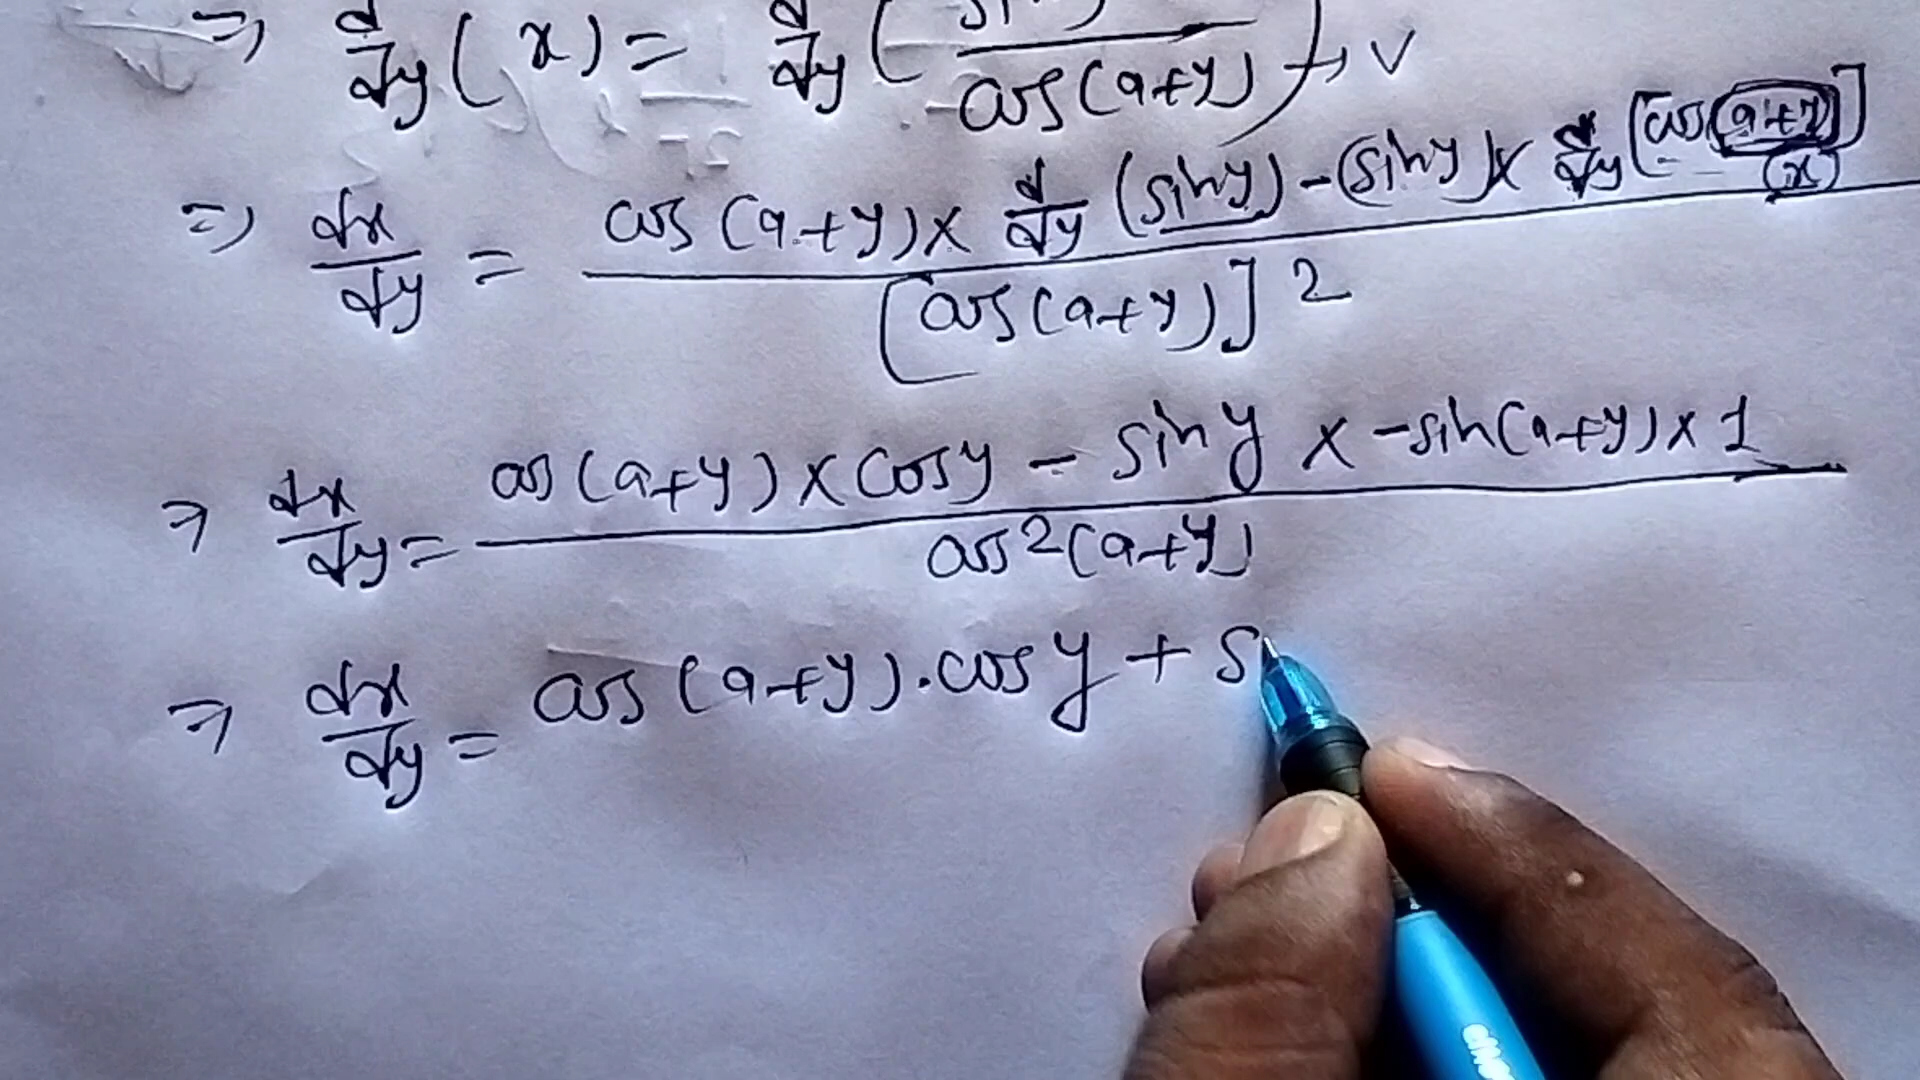 ⇒ d/dy (x) = d/dy (sin y / cos(a+y)) → v
⇒ dx/dy = cos(a+y) × d/dy (sin y) - (sin y) × d/dy [cos(a+y)] / [cos(a+y)]²
(x)
⇒ dx/dy = cos(a+y) × cos y - sin y × -sin(a+y) × 1 / cos²(a+y)
⇒ dx/dy = cos(a+y) . cos y + s